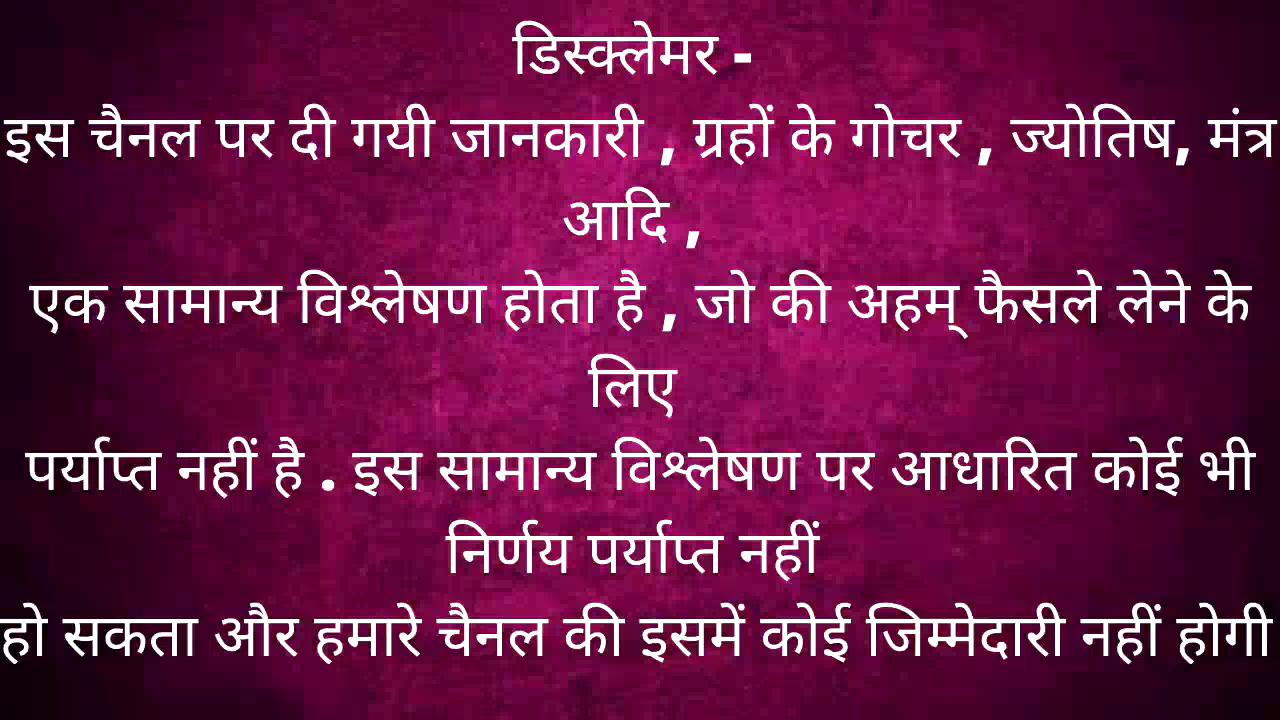 डिस्क्लेमर -
इस चैनल पर दी गयी जानकारी , ग्रहों के गोचर , ज्योतिष, मंत्र
आदि ,
एक सामान्य विश्लेषण होता है , जो की अहम् फैसले लेने के
लिए
पर्याप्त नहीं है . इस सामान्य विश्लेषण पर आधारित कोई भी
निर्णय पर्याप्त नहीं
हो सकता और हमारे चैनल की इसमें कोई जिम्मेदारी नहीं होगी